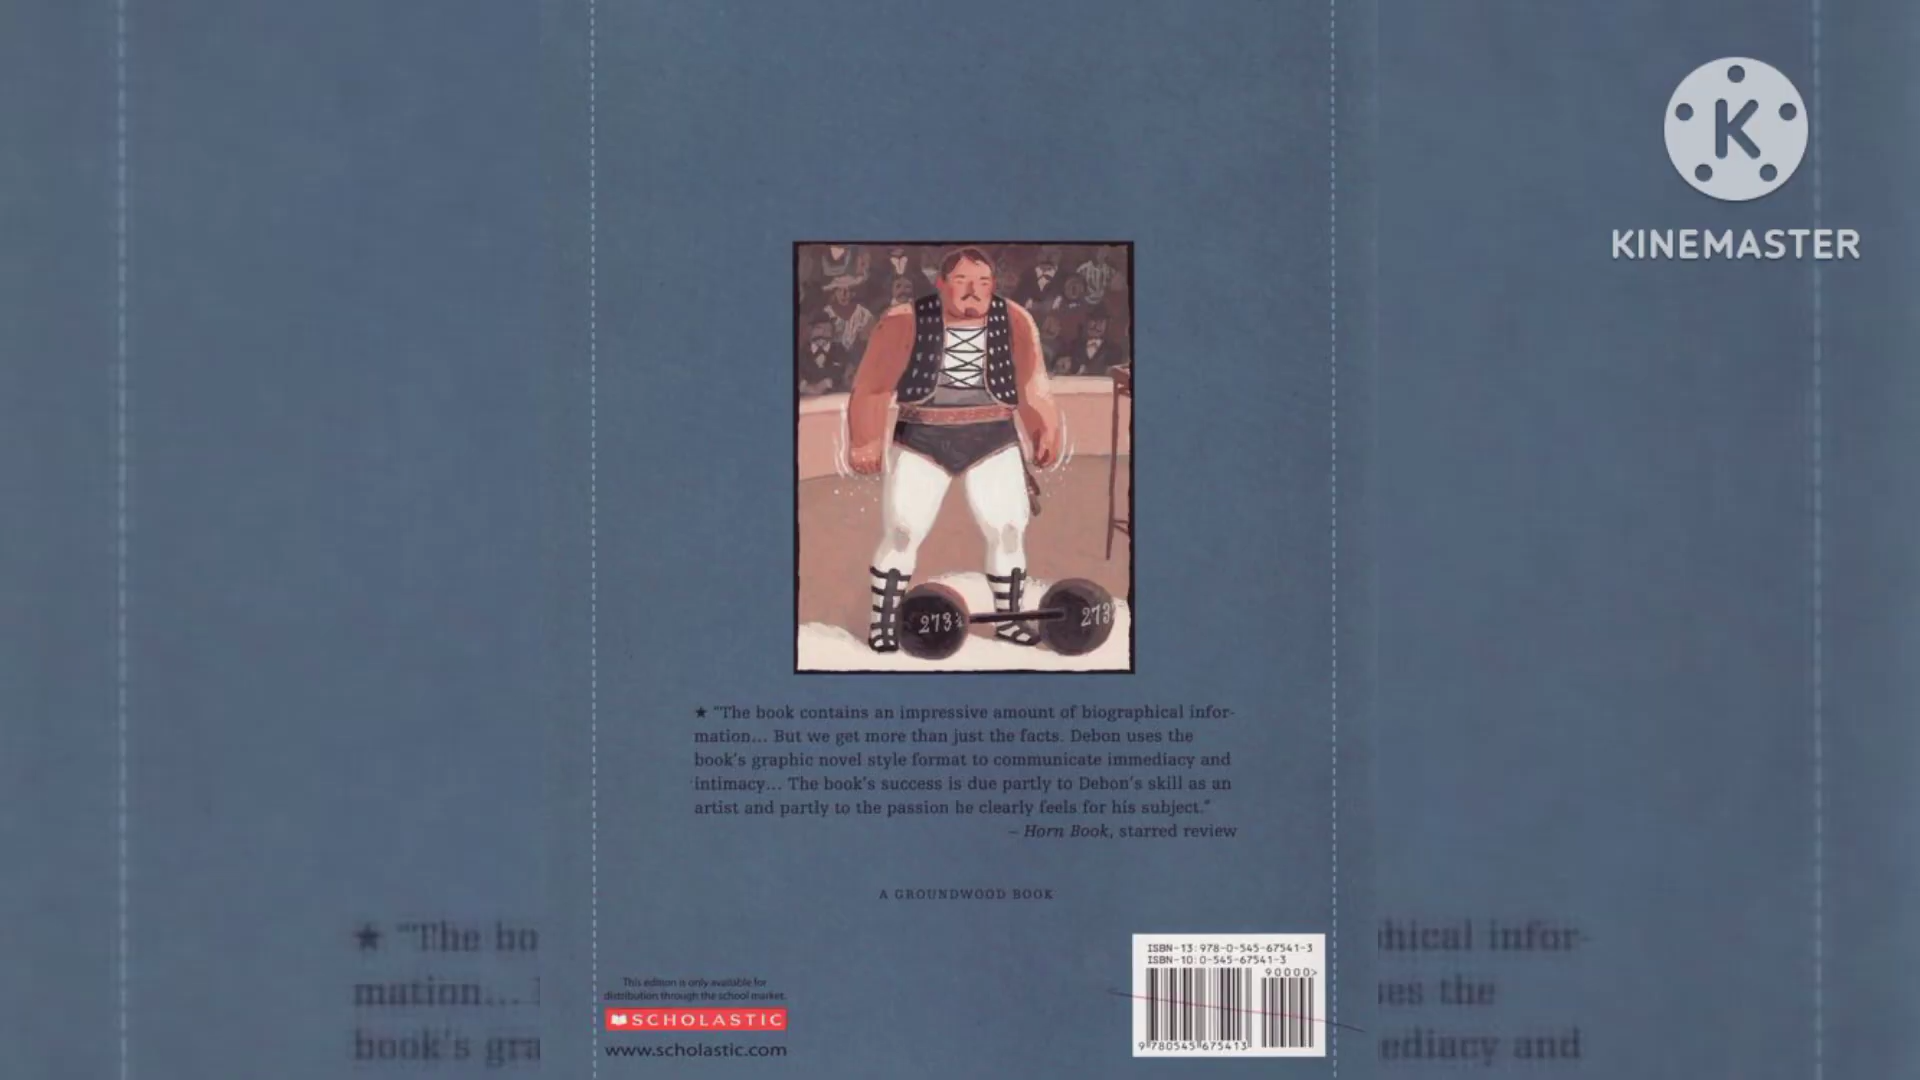 KINEMASTER
273½
273
★ "The book contains an impressive amount of biographical infor-
mation... But we get more than just the facts. Debon uses the
book's graphic novel style format to communicate immediacy and
intimacy... The book's success is due partly to Debon's skill as an
artist and partly to the passion he clearly feels for his subject."
– Horn Book, starred review
A GROUNDWOOD BOOK
★ "The bo
mation...
book's gra
hical infor-
es the
ediacy and
This edition is only available for
distribution through the school market.
SCHOLASTIC
www.scholastic.com
ISBN-13: 978-0-545-67541-3
ISBN-10: 0-545-67541-3
90000>
9 780545 675413